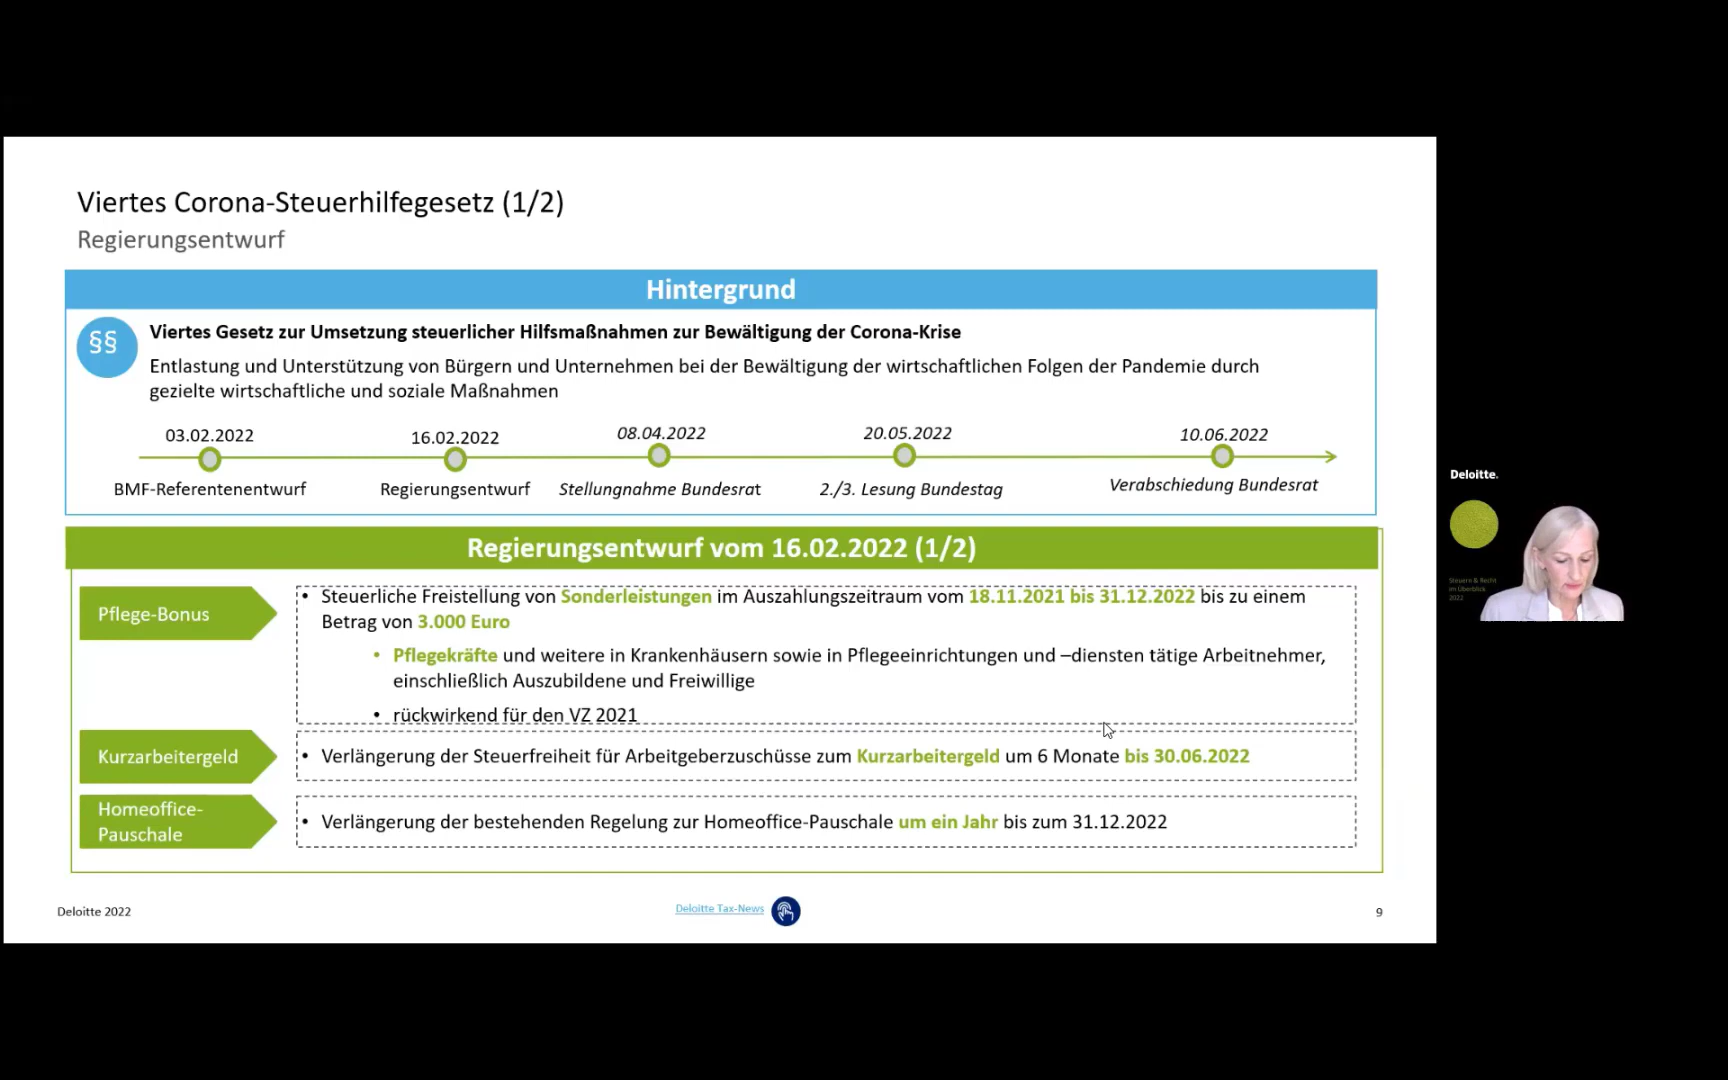 Viertes Corona-Steuerhilfegesetz (1/2)
Regierungsentwurf
Hintergrund
§§
Viertes Gesetz zur Umsetzung steuerlicher Hilfsmaßnahmen zur Bewältigung der Corona-Krise
Entlastung und Unterstützung von Bürgern und Unternehmen bei der Bewältigung der wirtschaftlichen Folgen der Pandemie durch
gezielte wirtschaftliche und soziale Maßnahmen
03.02.2022 16.02.2022 08.04.2022 20.05.2022 10.06.2022
BMF-Referentenentwurf Regierungsentwurf Stellungnahme Bundesrat 2./3. Lesung Bundestag Verabschiedung Bundesrat
Regierungsentwurf vom 16.02.2022 (1/2)
Pflege-Bonus
• Steuerliche Freistellung von Sonderleistungen im Auszahlungszeitraum vom 18.11.2021 bis 31.12.2022 bis zu einem
Betrag von 3.000 Euro
• Pflegekräfte und weitere in Krankenhäusern sowie in Pflegeeinrichtungen und –diensten tätige Arbeitnehmer,
einschließlich Auszubildene und Freiwillige
• rückwirkend für den VZ 2021
Kurzarbeitergeld
• Verlängerung der Steuerfreiheit für Arbeitgeberzuschüsse zum Kurzarbeitergeld um 6 Monate bis 30.06.2022
Homeoffice-
Pauschale
• Verlängerung der bestehenden Regelung zur Homeoffice-Pauschale um ein Jahr bis zum 31.12.2022
Deloitte 2022
Deloitte Tax-News
9
Deloitte.
Steuern & Recht
im Überblick
2022